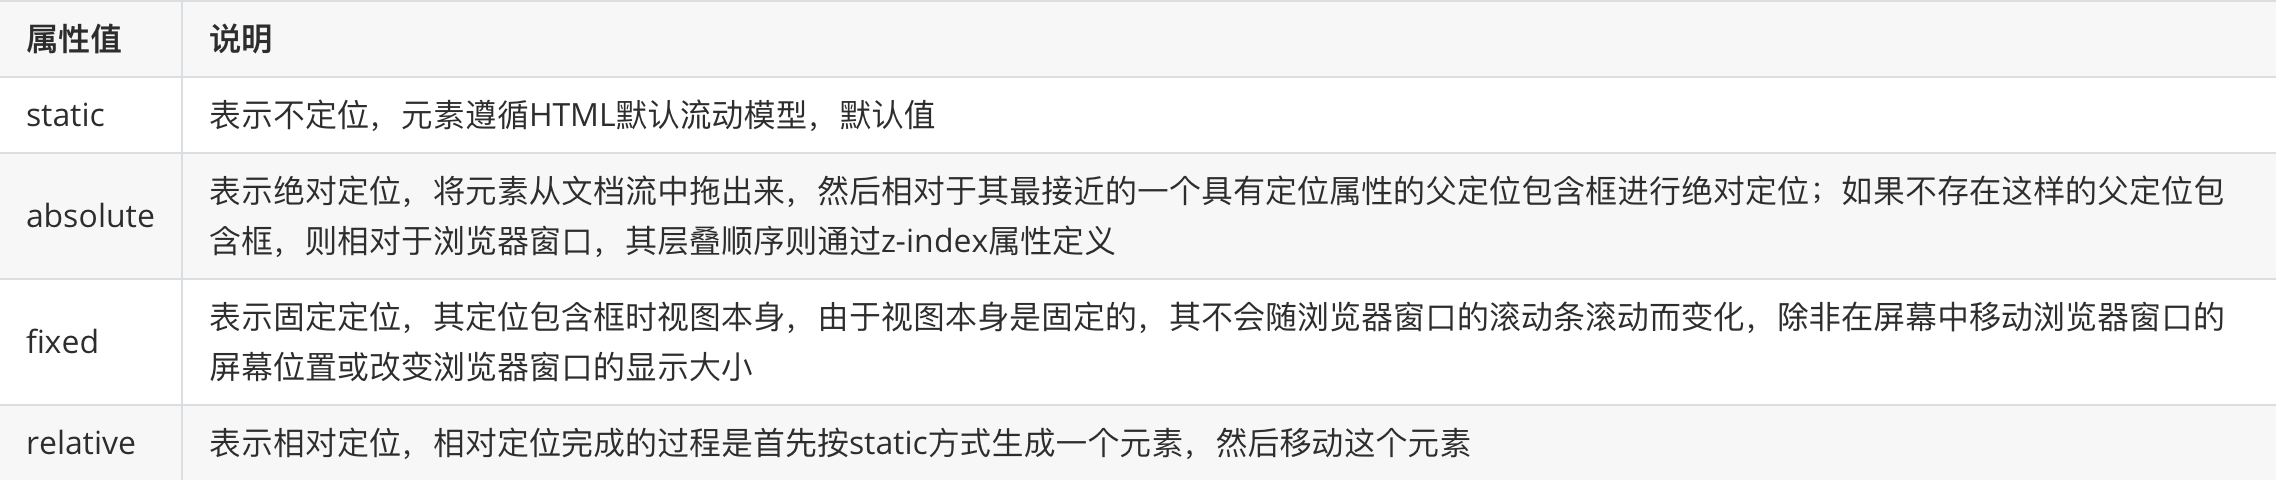 属性值 说明
static 表示不定位，元素遵循HTML默认流动模型，默认值
absolute 表示绝对定位，将元素从文档流中拖出来，然后相对于其最接近的一个具有定位属性的父定位包含框进行绝对定位；如果不存在这样的父定位包
含框，则相对于浏览器窗口，其层叠顺序则通过z-index属性定义
fixed 表示固定定位，其定位包含框时视图本身，由于视图本身是固定的，其不会随浏览器窗口的滚动条滚动而变化，除非在屏幕中移动浏览器窗口的
屏幕位置或改变浏览器窗口的显示大小
relative 表示相对定位，相对定位完成的过程是首先按static方式生成一个元素，然后移动这个元素